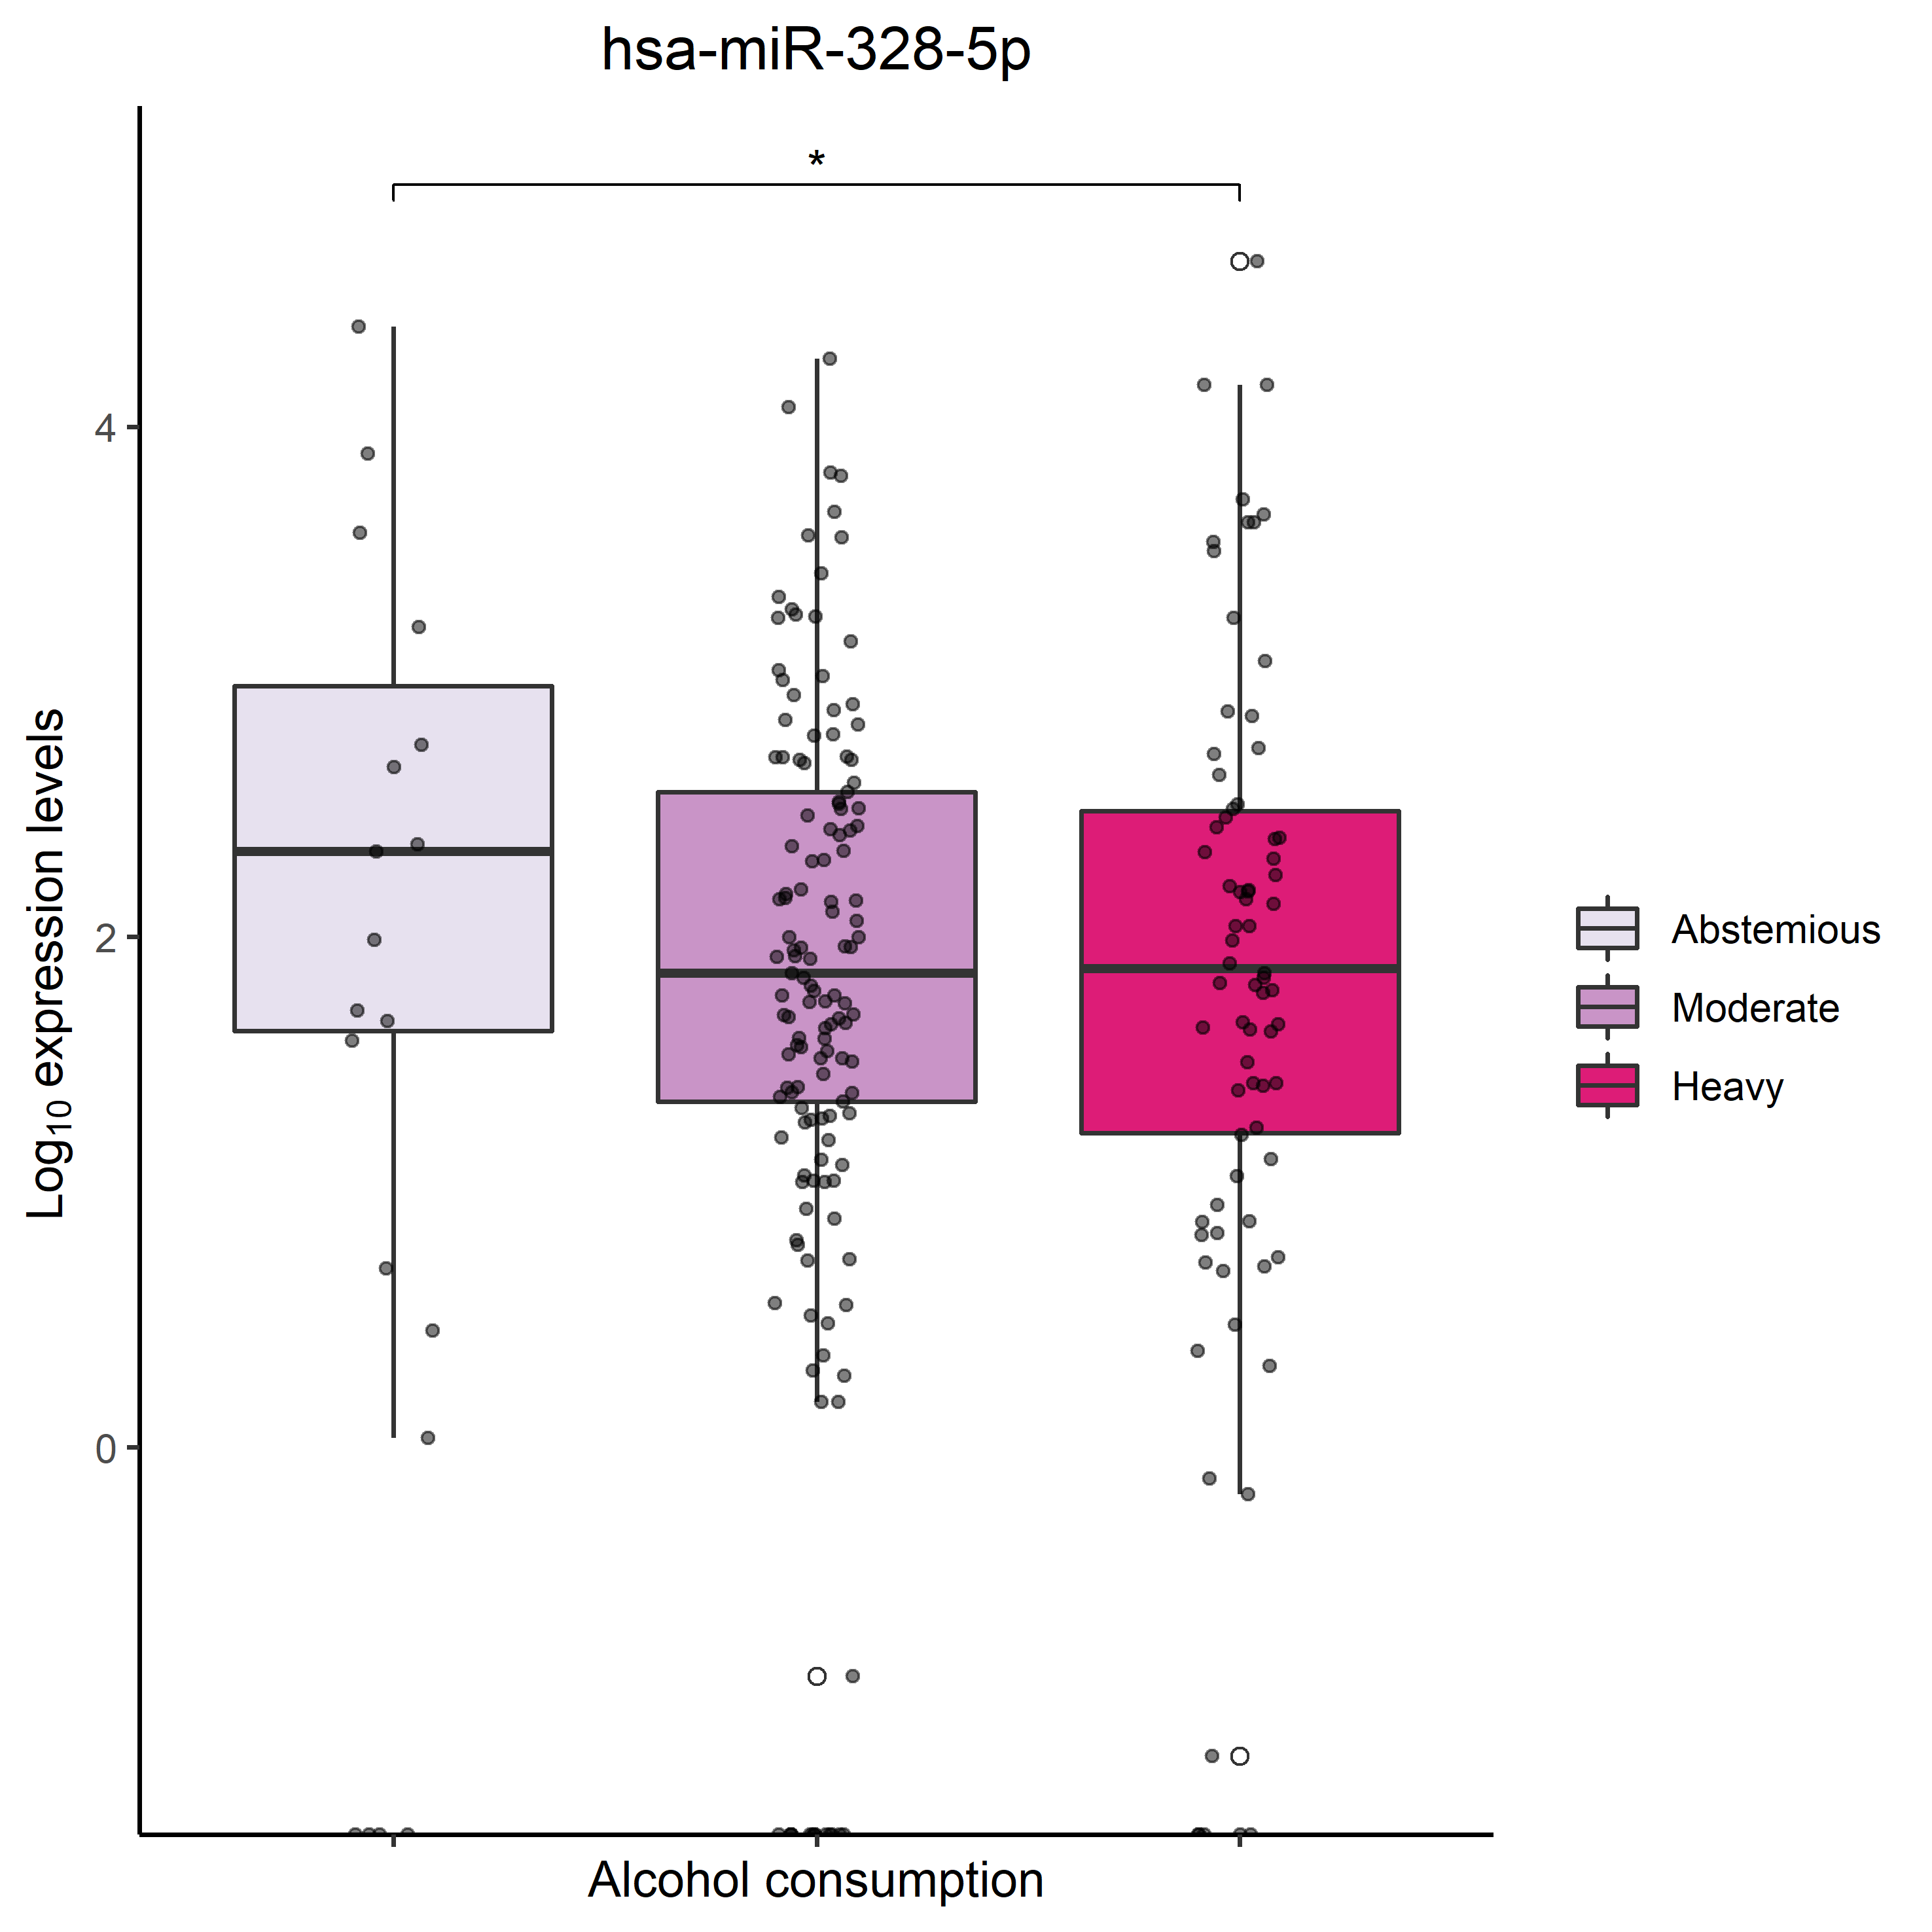 hsa-miR-328-5p
*
4
2
0
Log10 expression levels
Alcohol consumption
Abstemious
Moderate
Heavy